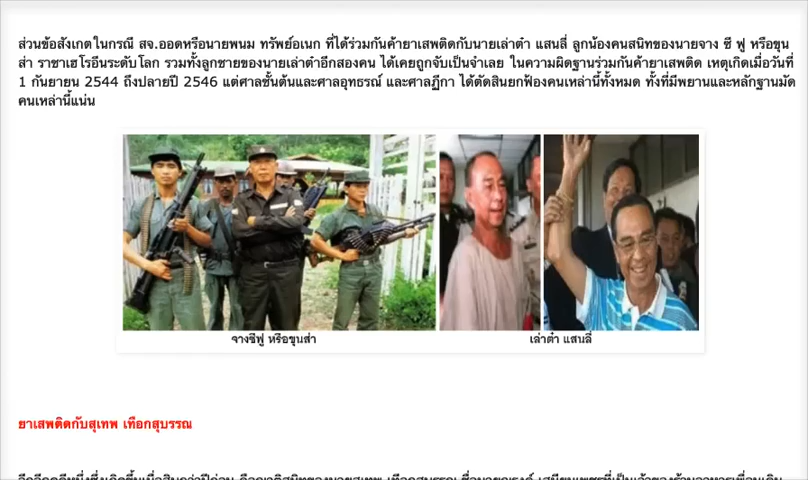 ส่วนข้อสังเกตในกรณี สจ.ออดหรือนายพนม ทรัพย์อเนก ที่ได้ร่วมกันค้ายาเสพติดกับนายเล่าต๋า แสนลี่ ลูกน้องคนสนิทของนายจาง ซี ฟู หรือขุน
ส่า ราชาเฮโรอีนระดับโลก รวมทั้งลูกชายของนายเล่าต๋าอีกสองคน ได้เคยถูกจับเป็นจำเลย ในความผิดฐานร่วมกันค้ายาเสพติด เหตุเกิดเมื่อวันที่
1 กันยายน 2544 ถึงปลายปี 2546 แต่ศาลชั้นต้นและศาลอุทธรณ์ และศาลฎีกา ได้ตัดสินยกฟ้องคนเหล่านี้ทั้งหมด ทั้งที่มีพยานและหลักฐานมัด
คนเหล่านี้แน่น
จางซีฟู หรือขุนส่า
เล่าต๋า แสนลี่
ยาเสพติดกับสุเทพ เทือกสุบรรณ